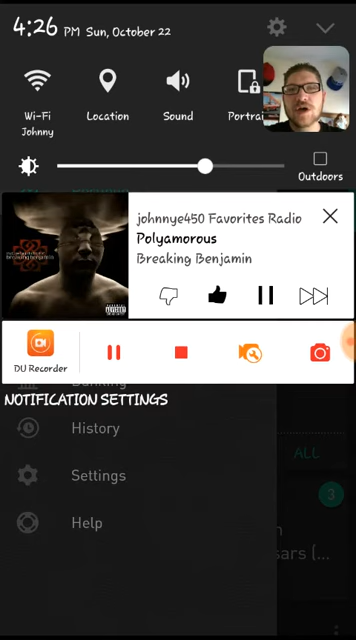 4:26 PM Sun, October 22
Wi-Fi
Johnny
Location
Sound
Portrai
Outdoors
johnnye450 Favorites Radio
Polyamorous
Breaking Benjamin
DU Recorder
Banking
NOTIFICATION SETTINGS
History
Settings
Help
ALL
3
sars (...